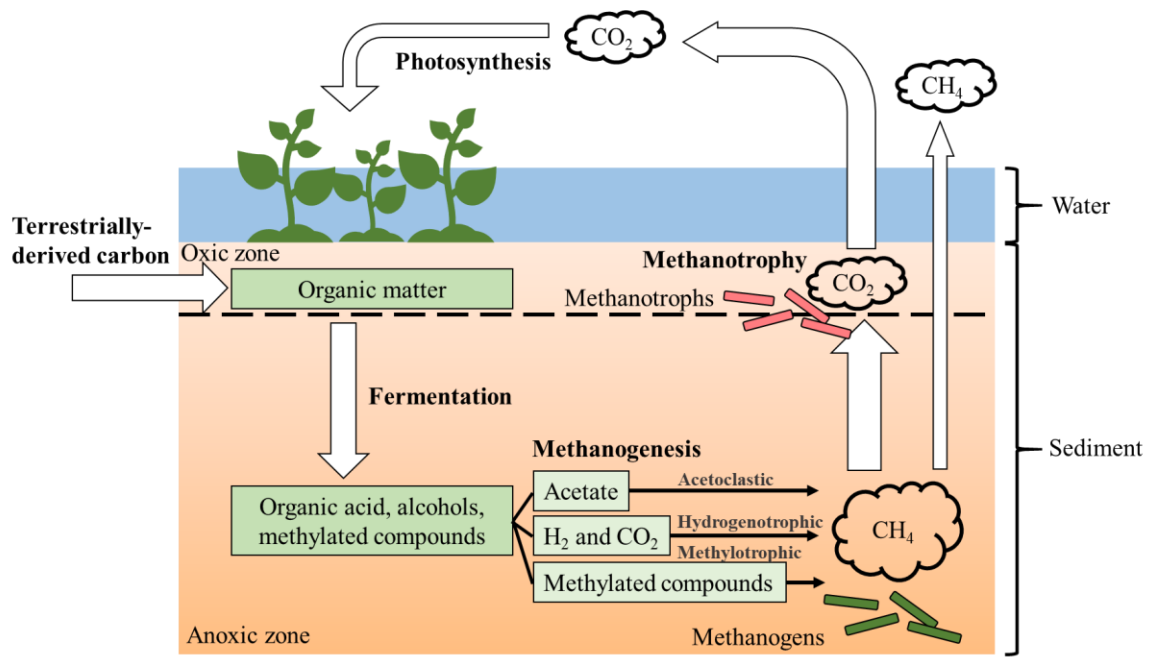 CO₂
Photosynthesis
CH₄
Water
Terrestrially-
derived carbon
Oxic zone
Organic matter
Methanotrophy
CO₂
Methanotrophs
Fermentation
Sediment
Methanogenesis
Organic acid, alcohols,
methylated compounds
Acetate
Acetoclastic
H₂ and CO₂
Hydrogenotrophic
Methylotrophic
Methylated compounds
CH₄
Anoxic zone
Methanogens